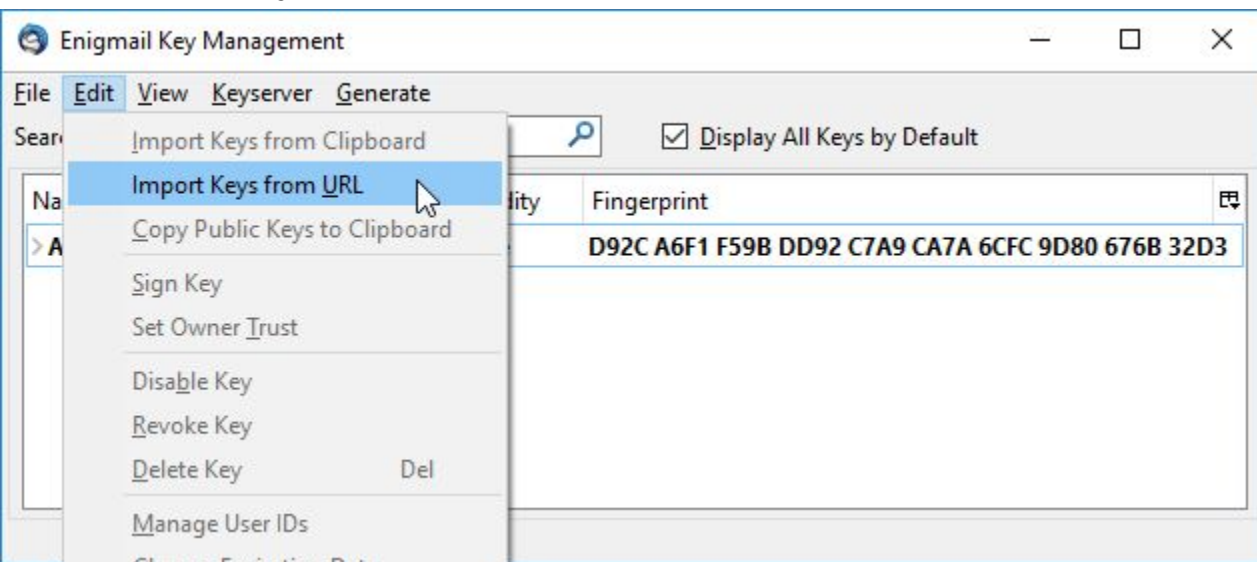 Enigmail Key Management
File Edit View Keyserver Generate
Display All Keys by Default
Import Keys from Clipboard
Import Keys from URL
Fingerprint
Copy Public Keys to Clipboard
D92C A6F1 F59B DD92 C7A9 CA7A 6CFC 9D80 676B 32D3
Sign Key
Set Owner Trust
Disable Key
Revoke Key
Delete Key Del
Manage User IDs